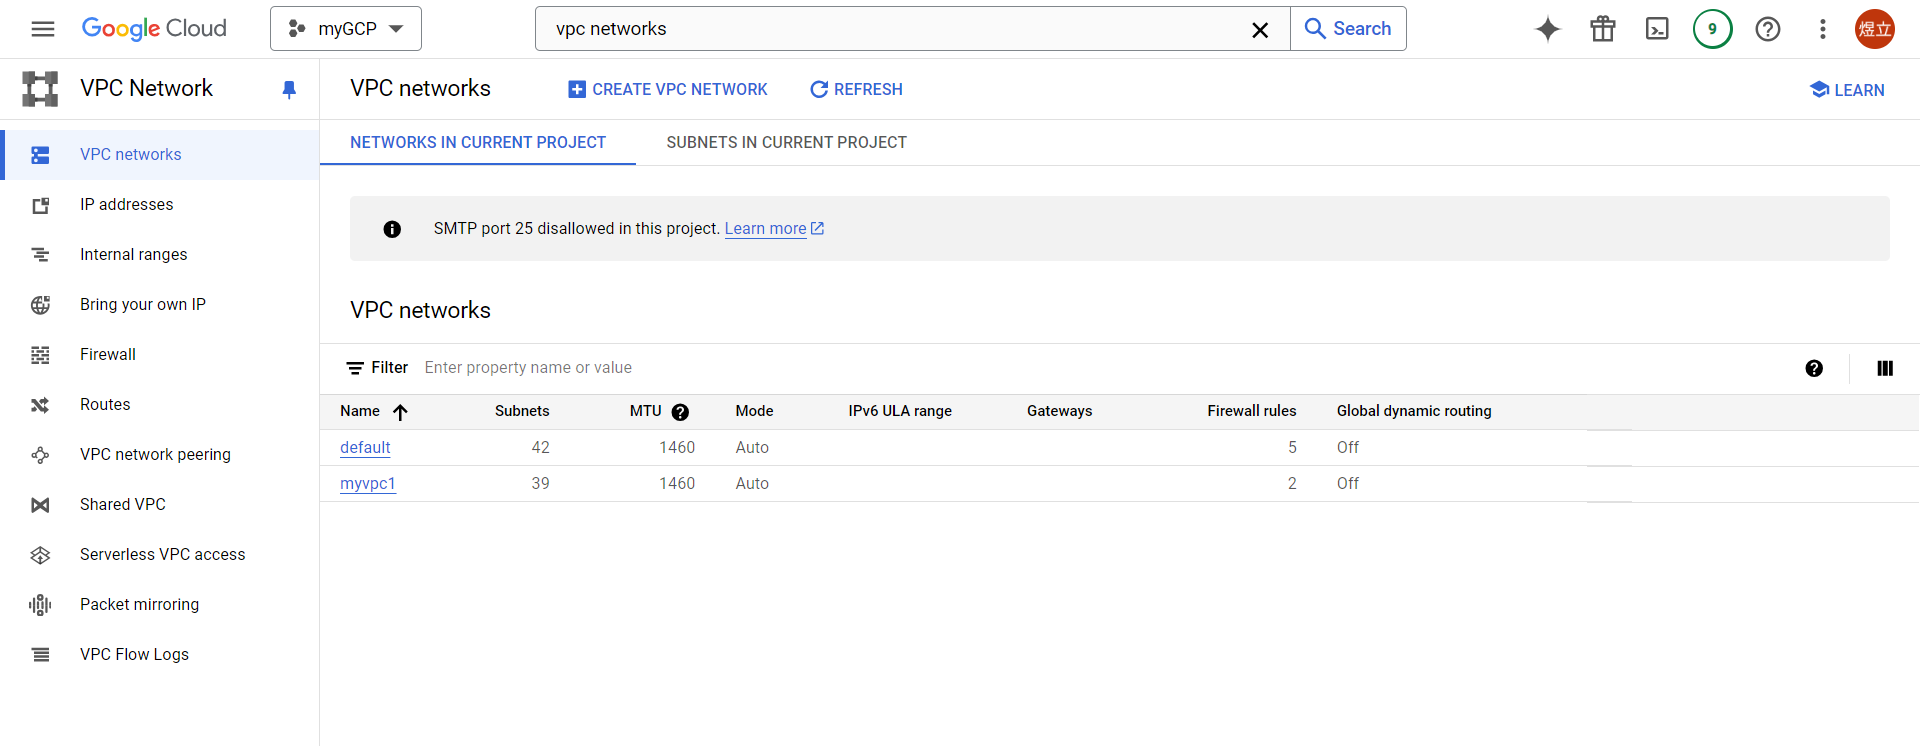 Google Cloud
myGCP
vpc networks
Search
9
煜立
VPC Network
VPC networks
CREATE VPC NETWORK
REFRESH
LEARN
VPC networks
IP addresses
Internal ranges
Bring your own IP
Firewall
Routes
VPC network peering
Shared VPC
Serverless VPC access
Packet mirroring
VPC Flow Logs
NETWORKS IN CURRENT PROJECT
SUBNETS IN CURRENT PROJECT
SMTP port 25 disallowed in this project. Learn more
VPC networks
Filter Enter property name or value
Name Subnets MTU Mode IPv6 ULA range Gateways Firewall rules Global dynamic routing
default 42 1460 Auto 5 Off
myvpc1 39 1460 Auto 2 Off